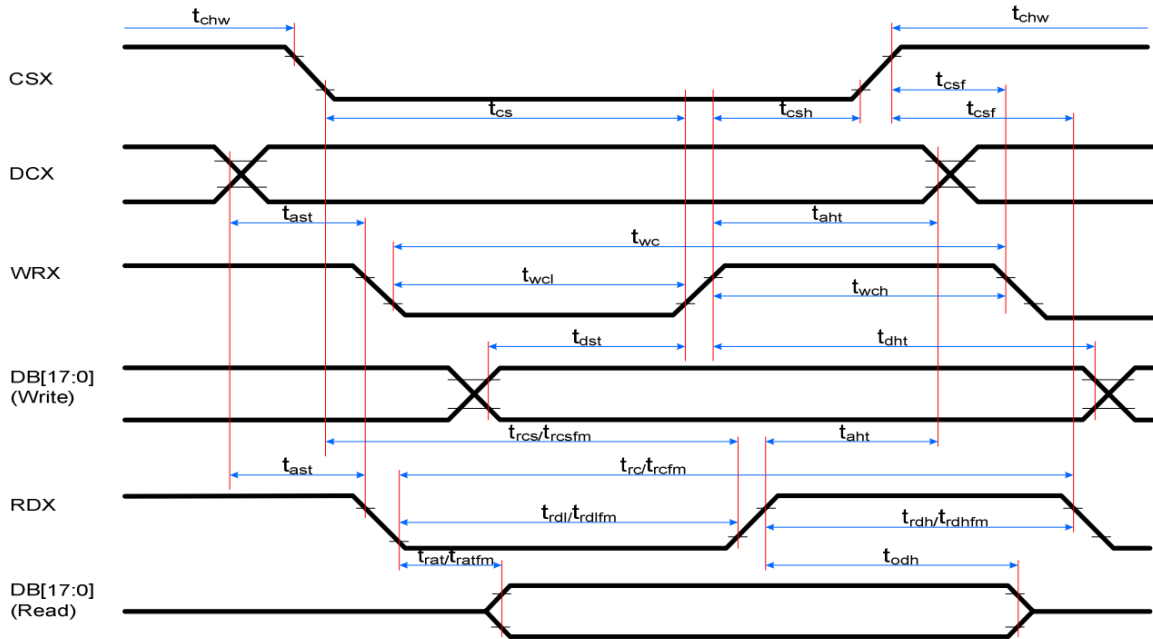 tchw
tchw
CSX
tcsf
tcs
tcsh
tcsf
DCX
tast
taht
twc
WRX
twcl
twch
tdst
tdht
DB[17:0]
(Write)
trcs/trcsfm
taht
tast
trc/trcfm
RDX
trdl/trdlfm
trdh/trdhfm
trat/tratfm
todh
DB[17:0]
(Read)